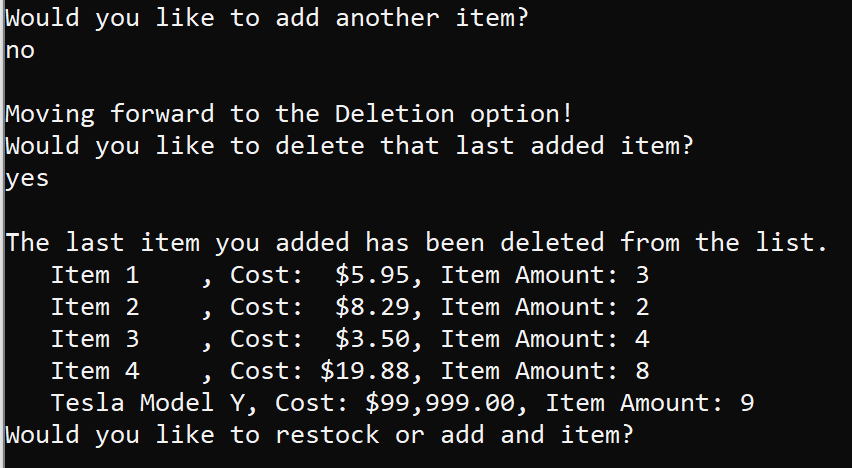 Would you like to add another item?
no
Moving forward to the Deletion option!
Would you like to delete that last added item?
yes
The last item you added has been deleted from the list.
   Item 1    , Cost:  $5.95, Item Amount: 3
   Item 2    , Cost:  $8.29, Item Amount: 2
   Item 3    , Cost:  $3.50, Item Amount: 4
   Item 4    , Cost: $19.88, Item Amount: 8
   Tesla Model Y, Cost: $99,999.00, Item Amount: 9
Would you like to restock or add and item?